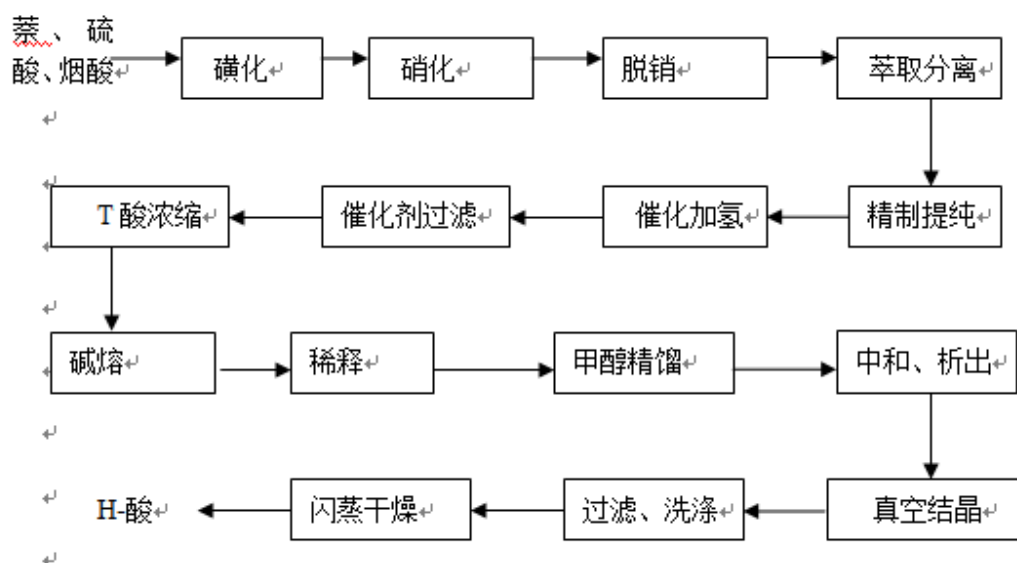 萘、硫
酸、烟酸
磺化
硝化
脱销
萃取分离
精制提纯
催化加氢
催化剂过滤
T 酸浓缩
碱熔
稀释
甲醇精馏
中和、析出
真空结晶
过滤、洗涤
闪蒸干燥
H-酸